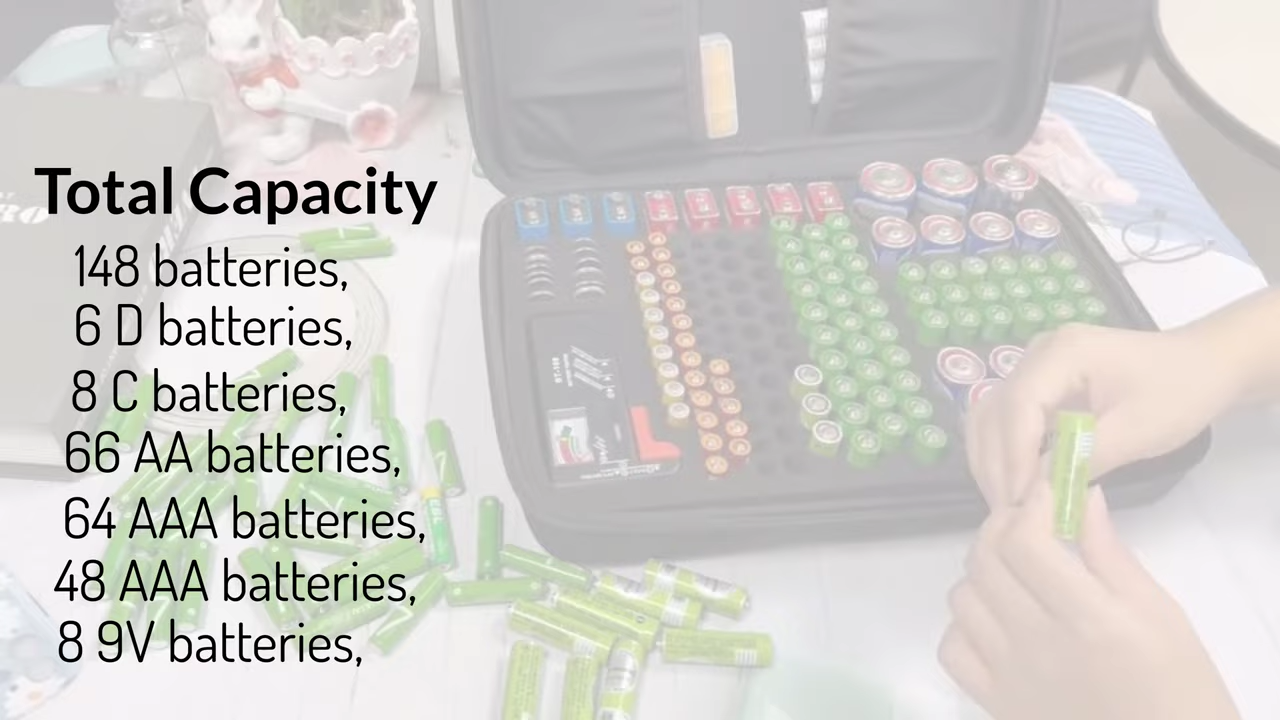 Total Capacity
148 batteries,
6 D batteries,
8 C batteries,
66 AA batteries,
64 AAA batteries,
48 AAA batteries,
8 9V batteries,